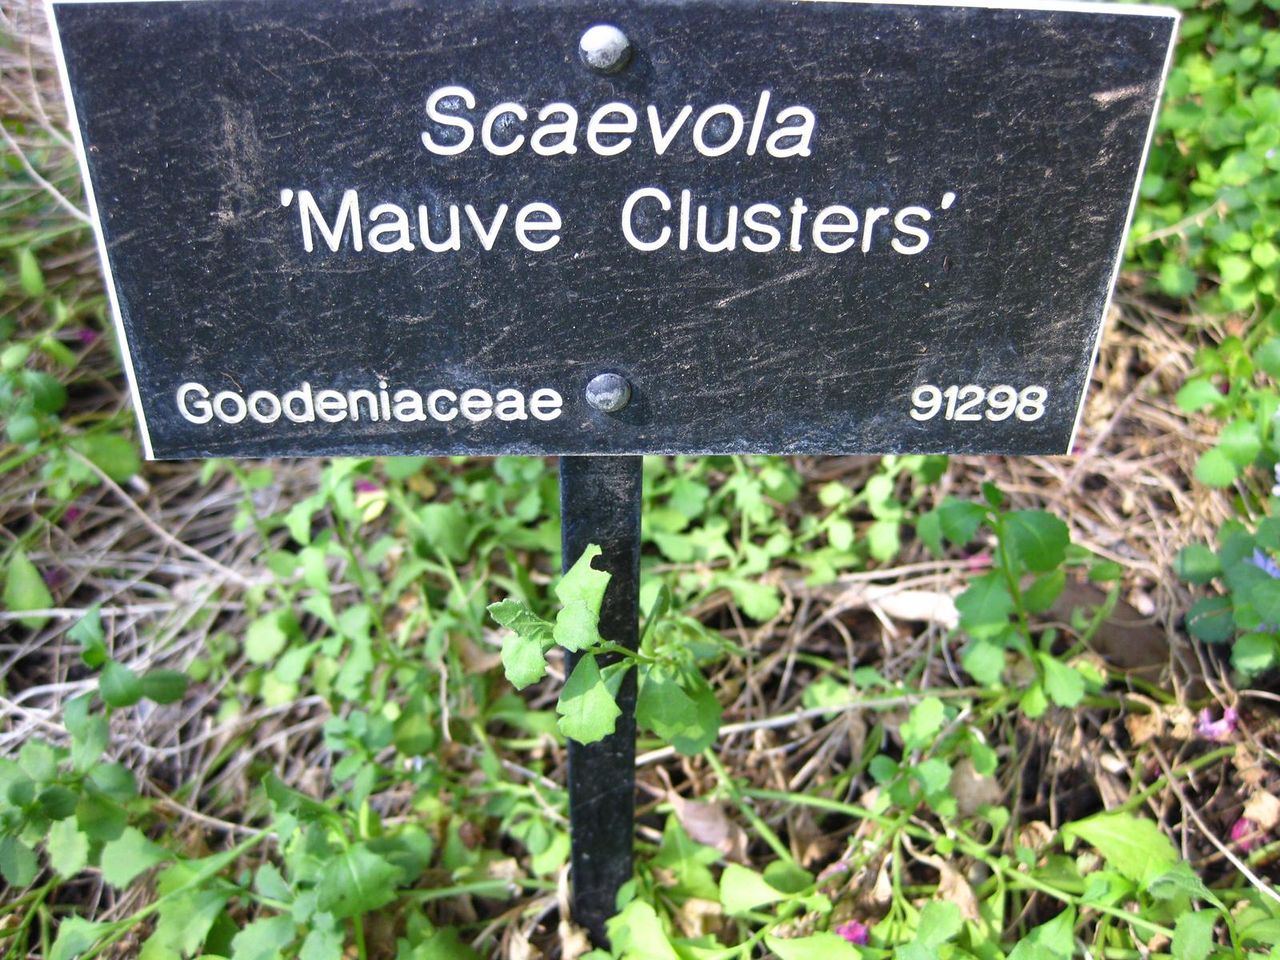 Scaevola
'Mauve Clusters'
Goodeniaceae 91298